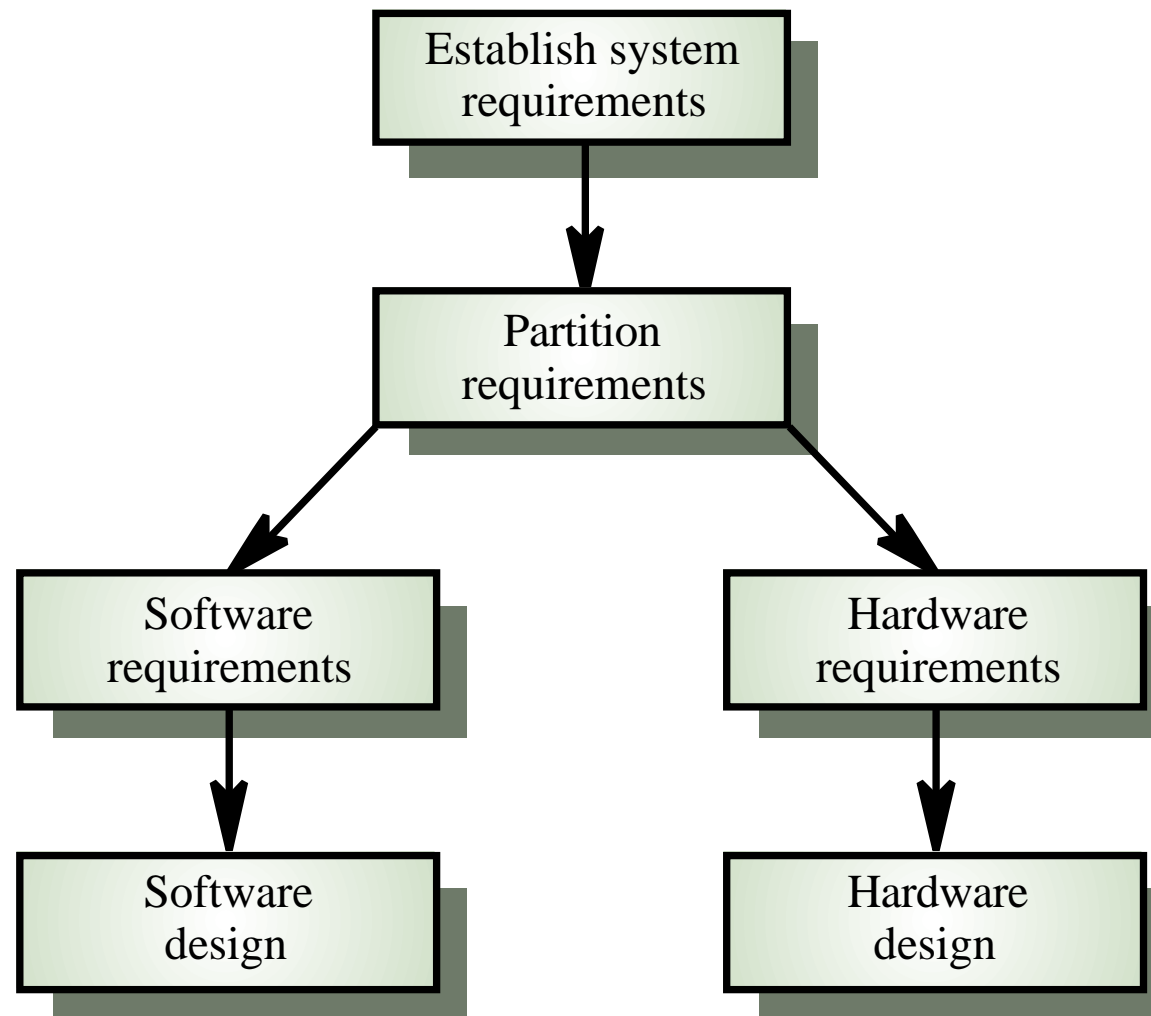 Establish system
requirements
Partition
requirements
Software
requirements
Hardware
requirements
Software
design
Hardware
design